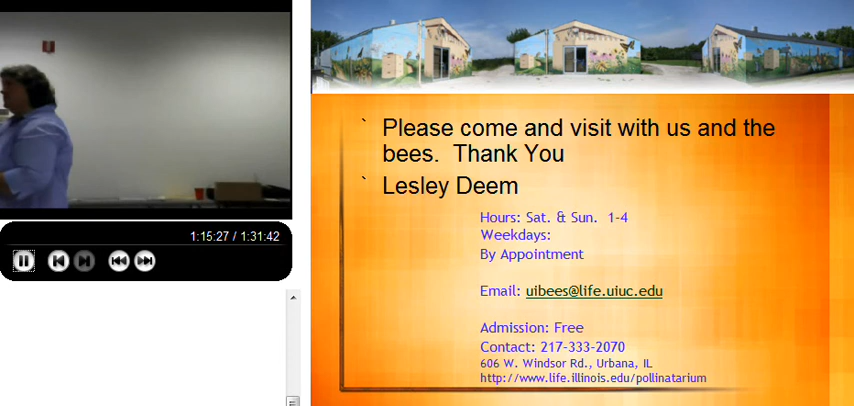 1:15:27 / 1:31:42
` Please come and visit with us and the
bees.  Thank You
` Lesley Deem
Hours: Sat. & Sun.  1-4
Weekdays:
By Appointment
Email: uibees@life.uiuc.edu
Admission: Free
Contact: 217-333-2070
606 W. Windsor Rd., Urbana, IL
http://www.life.illinois.edu/pollinatarium